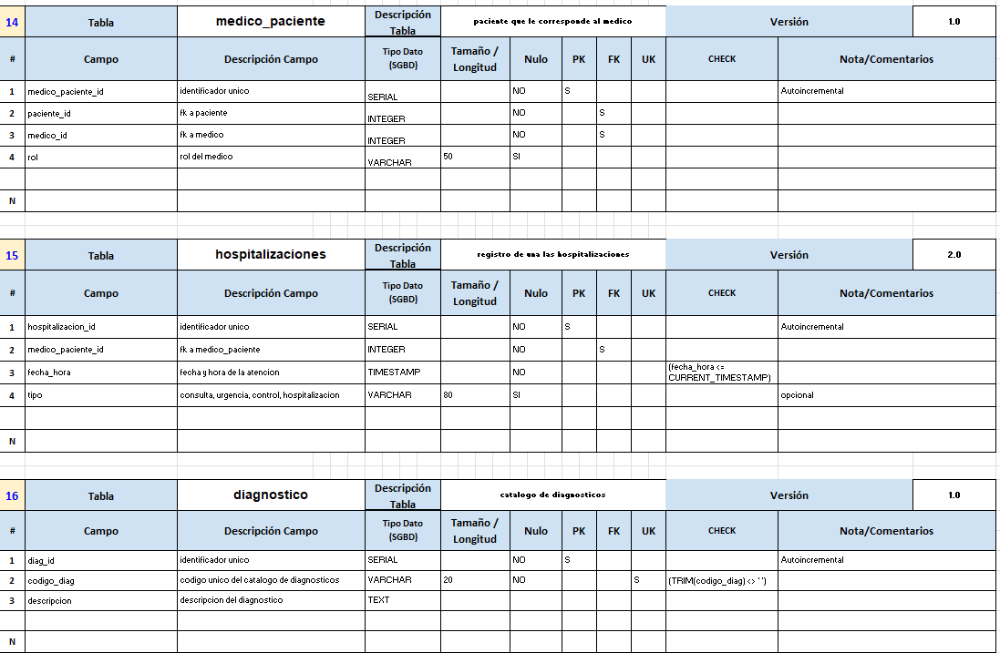 14 Tabla medico_paciente Descripción Tabla paciente que le corresponde al medico Versión 1.0
# Campo Descripción Campo Tipo Dato (SGBD) Tamaño / Longitud Nulo PK FK UK CHECK Nota/Comentarios
1 medico_paciente_id identificador unico SERIAL NO S Autoincremental
2 paciente_id fk a paciente INTEGER NO S
3 medico_id fk a medico INTEGER NO S
4 rol rol del medico VARCHAR 50 SI
N
15 Tabla hospitalizaciones Descripción Tabla registro de una las hospitalizaciones Versión 2.0
# Campo Descripción Campo Tipo Dato (SGBD) Tamaño / Longitud Nulo PK FK UK CHECK Nota/Comentarios
1 hospitalizacion_id identificador unico SERIAL NO S Autoincremental
2 medico_paciente_id fk a medico_paciente INTEGER NO S
3 fecha_hora fecha y hora de la atencion TIMESTAMP NO (fecha_hora <= CURRENT_TIMESTAMP)
4 tipo consulta, urgencia, control, hospitalizacion VARCHAR 80 SI opcional
N
16 Tabla diagnostico Descripción Tabla catalogo de diagnosticos Versión 1.0
# Campo Descripción Campo Tipo Dato (SGBD) Tamaño / Longitud Nulo PK FK UK CHECK Nota/Comentarios
1 diag_id identificador unico SERIAL NO S Autoincremental
2 codigo_diag codigo unico del catalogo de diagnosticos VARCHAR 20 NO S (TRIM(codigo_diag) <> ' ')
3 descripcion descripcion del diagnostico TEXT
N